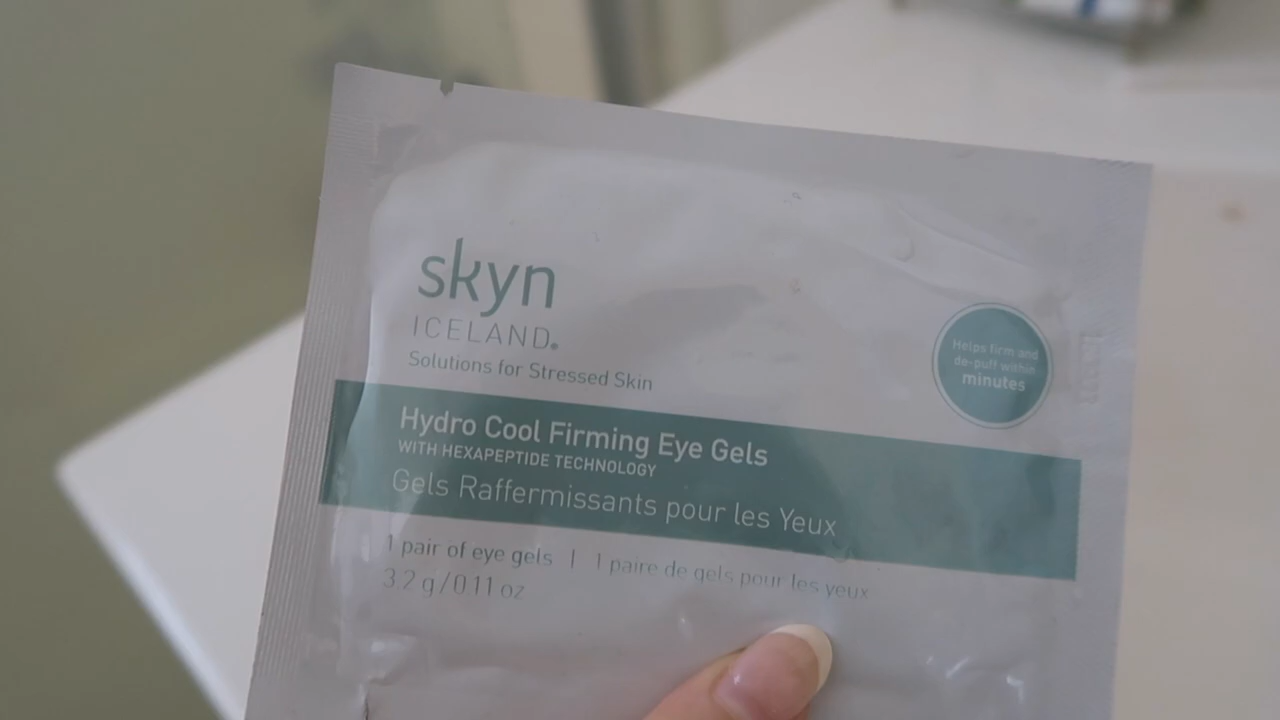 skyn
ICELAND®
Solutions for Stressed Skin
Helps firm and
de-puff within
minutes
Hydro Cool Firming Eye Gels
WITH HEXAPEPTIDE TECHNOLOGY
Gels Raffermissants pour les Yeux
1 pair of eye gels | 1 paire de gels pour les yeux
3.2 g/0.11 oz